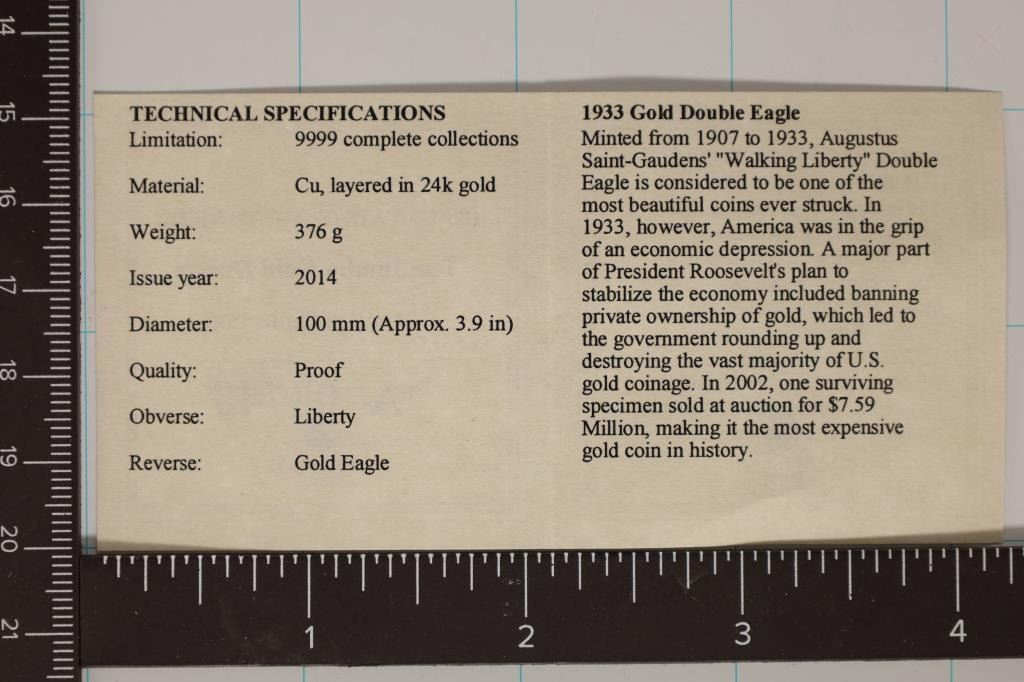 TECHNICAL SPECIFICATIONS
Limitation: 9999 complete collections
Material: Cu, layered in 24k gold
Weight: 376 g
Issue year: 2014
Diameter: 100 mm (Approx. 3.9 in)
Quality: Proof
Obverse: Liberty
Reverse: Gold Eagle
1933 Gold Double Eagle
Minted from 1907 to 1933, Augustus
Saint-Gaudens' "Walking Liberty" Double
Eagle is considered to be one of the
most beautiful coins ever struck. In
1933, however, America was in the grip
of an economic depression. A major part
of President Roosevelt's plan to
stabilize the economy included banning
private ownership of gold, which led to
the government rounding up and
destroying the vast majority of U.S.
gold coinage. In 2002, one surviving
specimen sold at auction for $7.59
Million, making it the most expensive
gold coin in history.
14
15
16
17
18
19
20
21
1 2 3 4